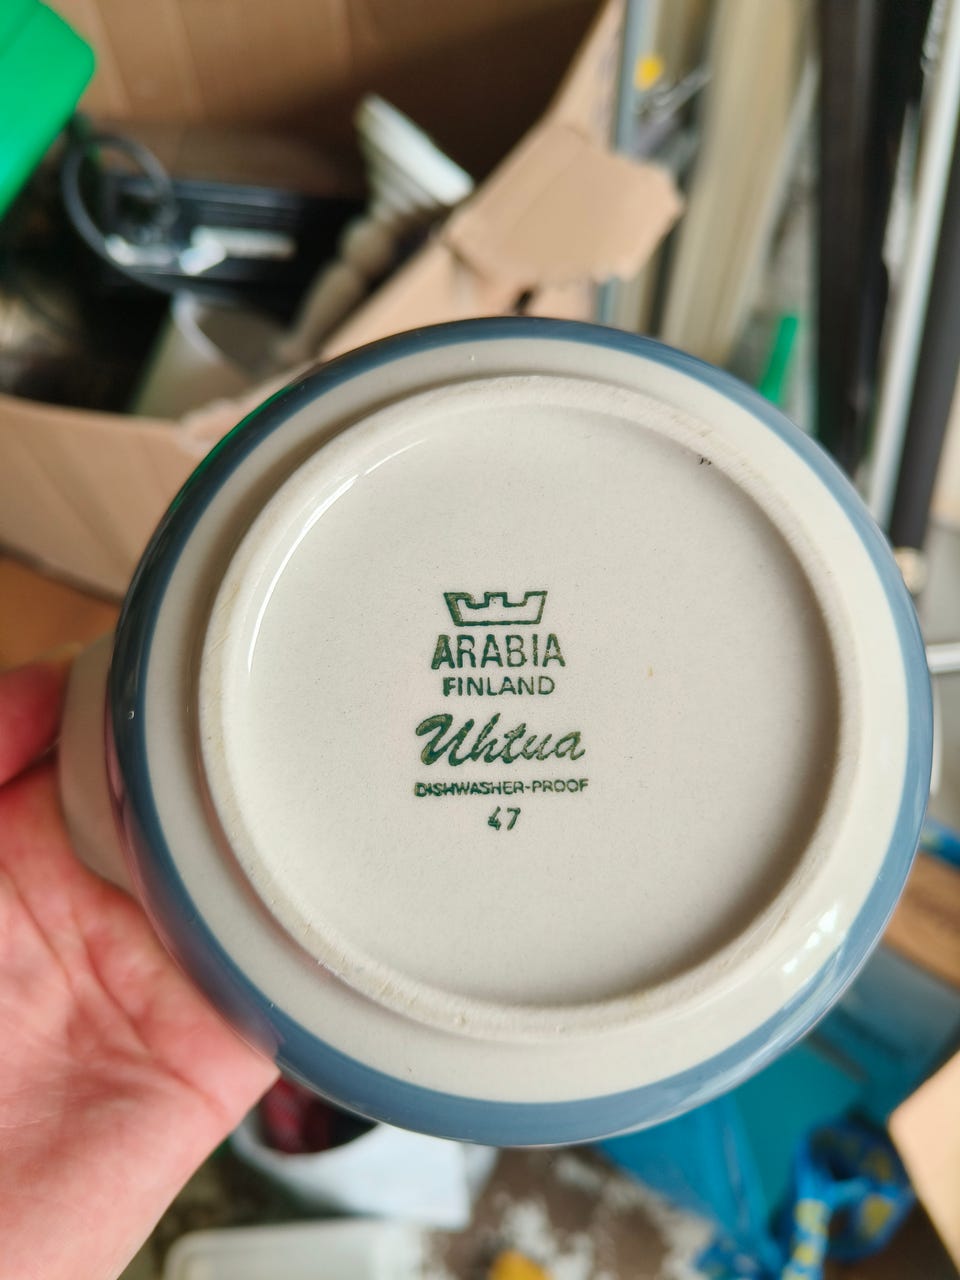 ARABIA
FINLAND
Uhtua
DISHWASHER-PROOF
47